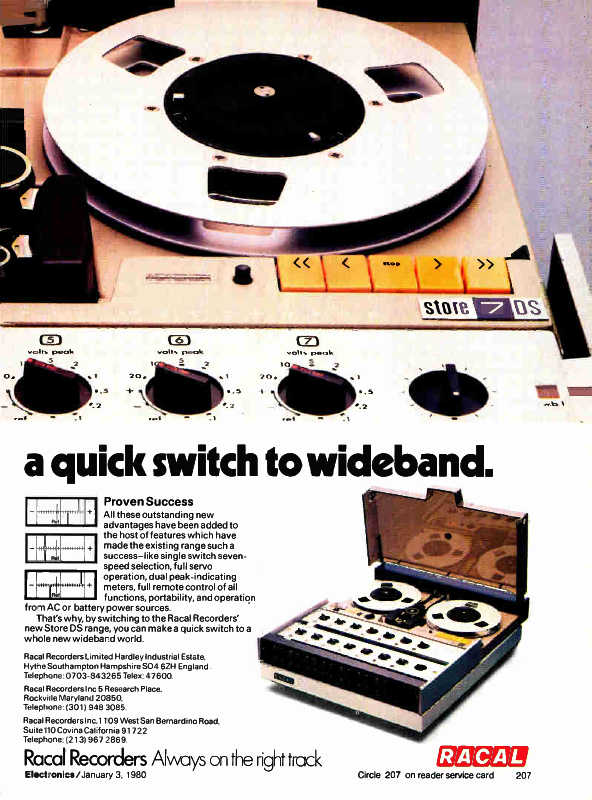 << < stop > >>
store 7 DS
5 6 7
volts peak volts peak volts peak
a quick switch to wideband.
Proven Success
All these outstanding new
advantages have been added to
the host of features which have
made the existing range such a
success–like single switch seven-
speed selection, full servo
operation, dual peak-indicating
meters, full remote control of all
functions, portability, and operation
from AC or battery power sources.
That's why, by switching to the Racal Recorders'
new Store DS range, you can make a quick switch to a
whole new wideband world.
Racal Recorders Limited Hardley Industrial Estate,
Hythe Southampton Hampshire SO4 6ZH England.
Telephone: 0703-843265 Telex: 47600.
Racal Recorders Inc 5 Research Place,
Rockville Maryland 20850.
Telephone: (301) 948 3085.
Racal Recorders Inc. 1109 West San Bernardino Road,
Suite 110 Covina California 91722
Telephone: (213) 967 2869.
Racal Recorders Always on the right track
RACAL
Electronics/January 3, 1980
Circle 207 on reader service card 207